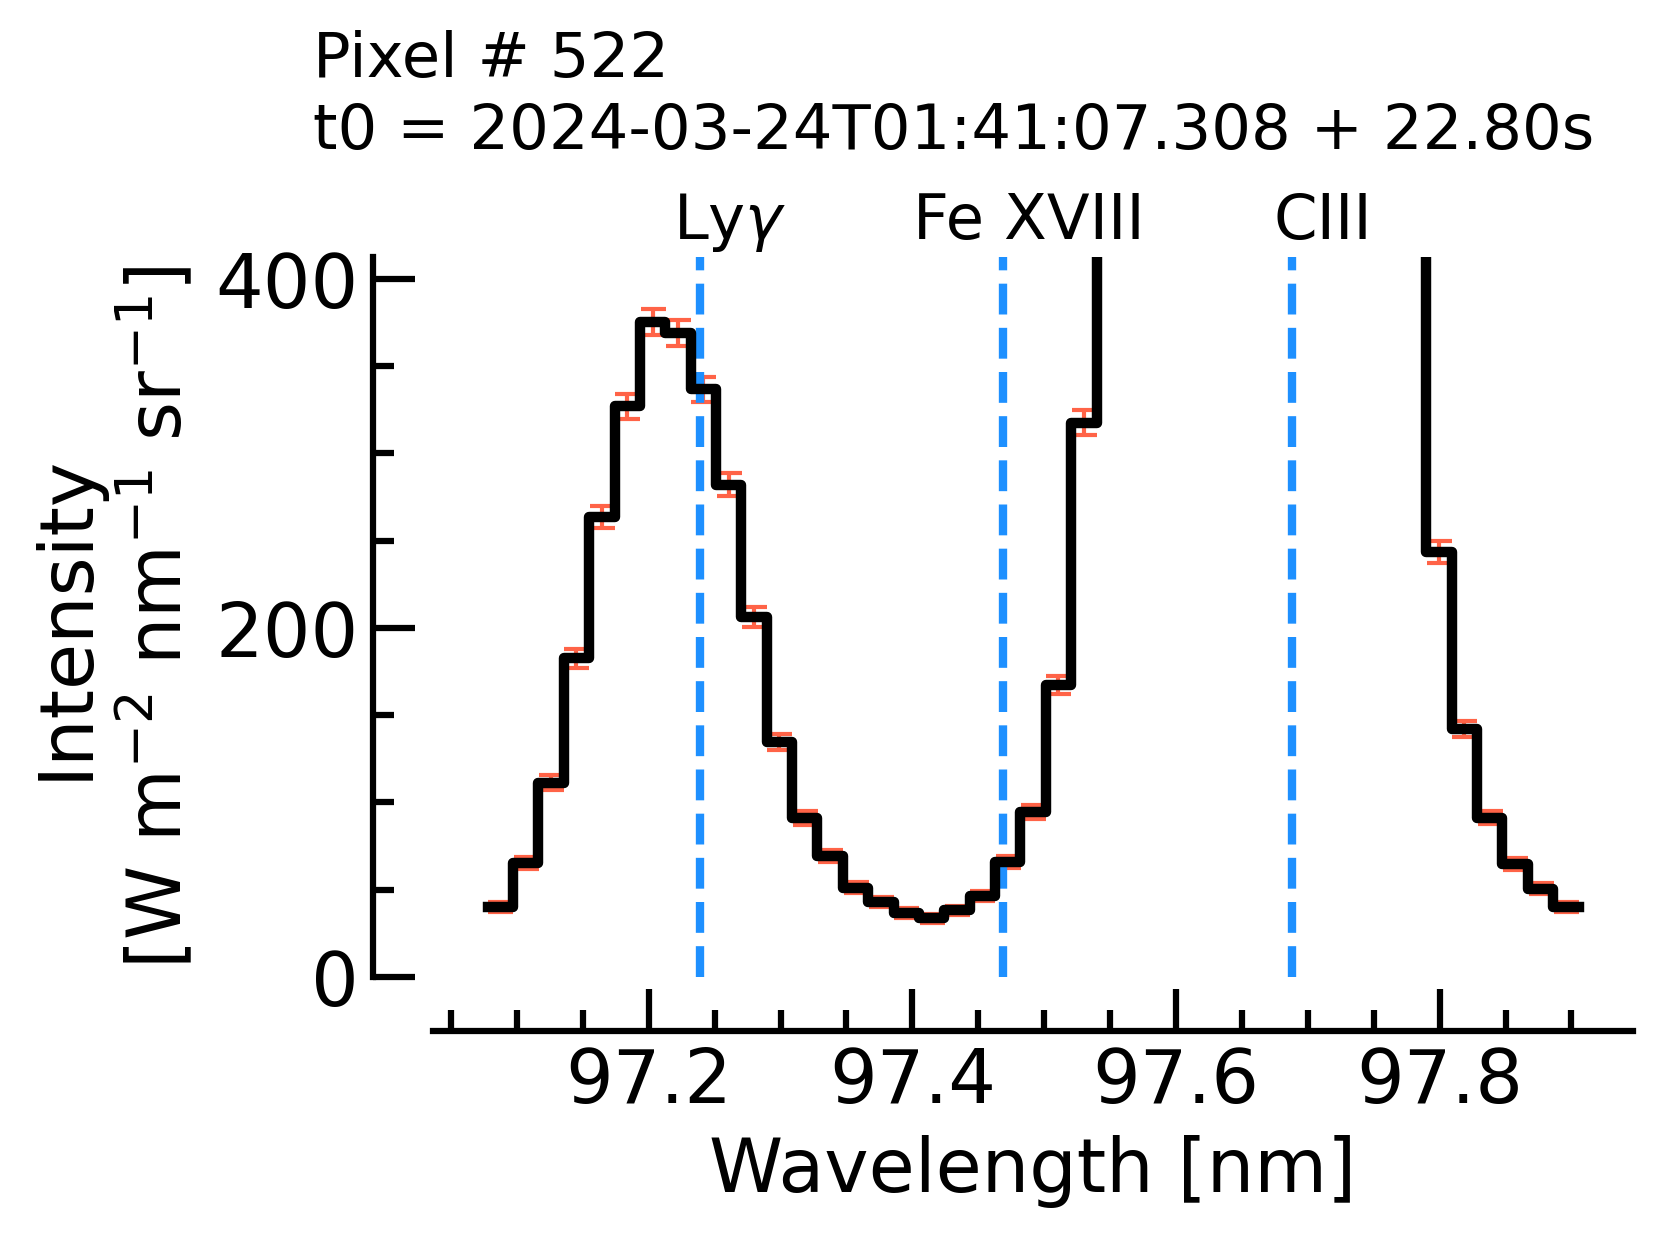 Pixel # 522
t0 = 2024-03-24T01:41:07.308 + 22.80s
Lyγ Fe XVIII CIII
Intensity
[W m⁻² nm⁻¹ sr⁻¹]
400
200
0
97.2 97.4 97.6 97.8
Wavelength [nm]